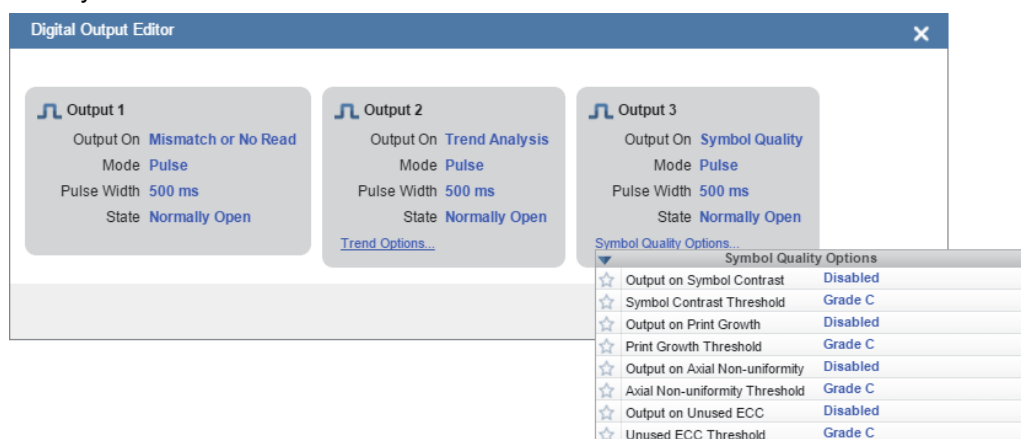 Digital Output Editor
Output 1
Output On Mismatch or No Read
Mode Pulse
Pulse Width 500 ms
State Normally Open
Output 2
Output On Trend Analysis
Mode Pulse
Pulse Width 500 ms
State Normally Open
Trend Options...
Output 3
Output On Symbol Quality
Mode Pulse
Pulse Width 500 ms
State Normally Open
Symbol Quality Options...
Symbol Quality Options
Output on Symbol Contrast Disabled
Symbol Contrast Threshold Grade C
Output on Print Growth Disabled
Print Growth Threshold Grade C
Output on Axial Non-uniformity Disabled
Axial Non-uniformity Threshold Grade C
Output on Unused ECC Disabled
Unused ECC Threshold Grade C